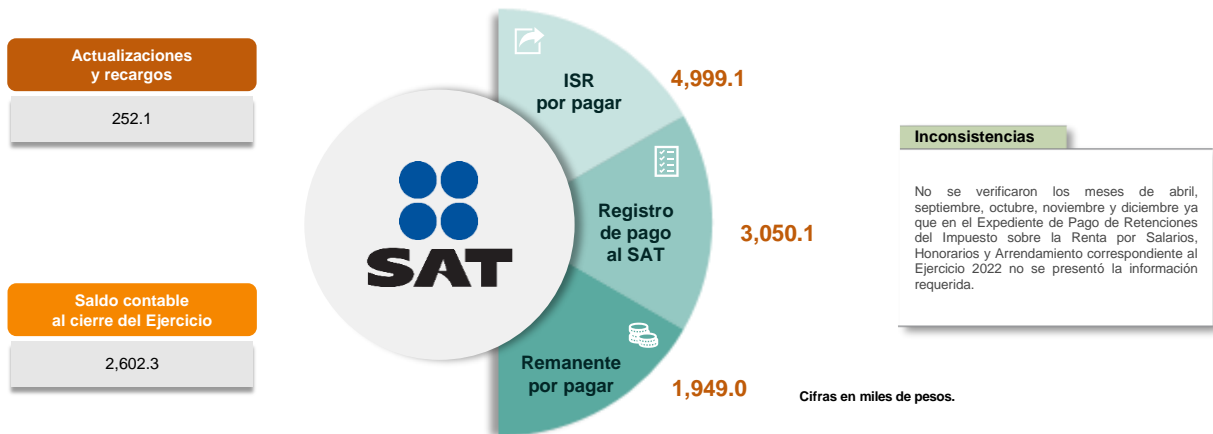 Actualizaciones
y recargos
252.1
Saldo contable
al cierre del Ejercicio
2,602.3
SAT
ISR
por pagar
4,999.1
Registro
de pago
al SAT
3,050.1
Remanente
por pagar
1,949.0
Cifras en miles de pesos.
Inconsistencias
No se verificaron los meses de abril,
septiembre, octubre, noviembre y diciembre ya
que en el Expediente de Pago de Retenciones
del Impuesto sobre la Renta por Salarios,
Honorarios y Arrendamiento correspondiente al
Ejercicio 2022 no se presentó la información
requerida.